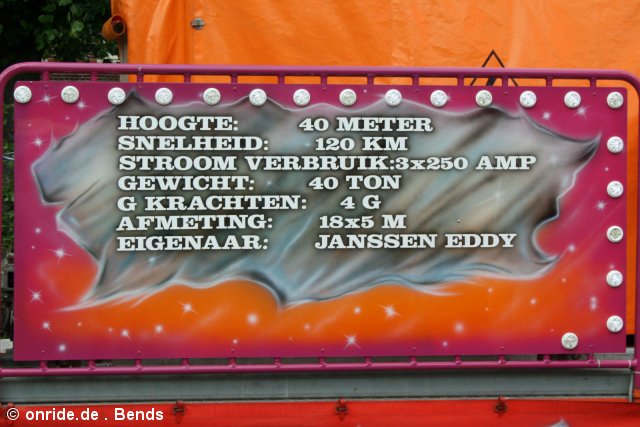 HOOGTE: 40 METER
SNELHEID: 120 KM
STROOM VERBRUIK:3x250 AMP
GEWICHT: 40 TON
G KRACHTEN: 4 G
AFMETING: 18x5 M
EIGENAAR: JANSSEN EDDY
© onride.de . Bends